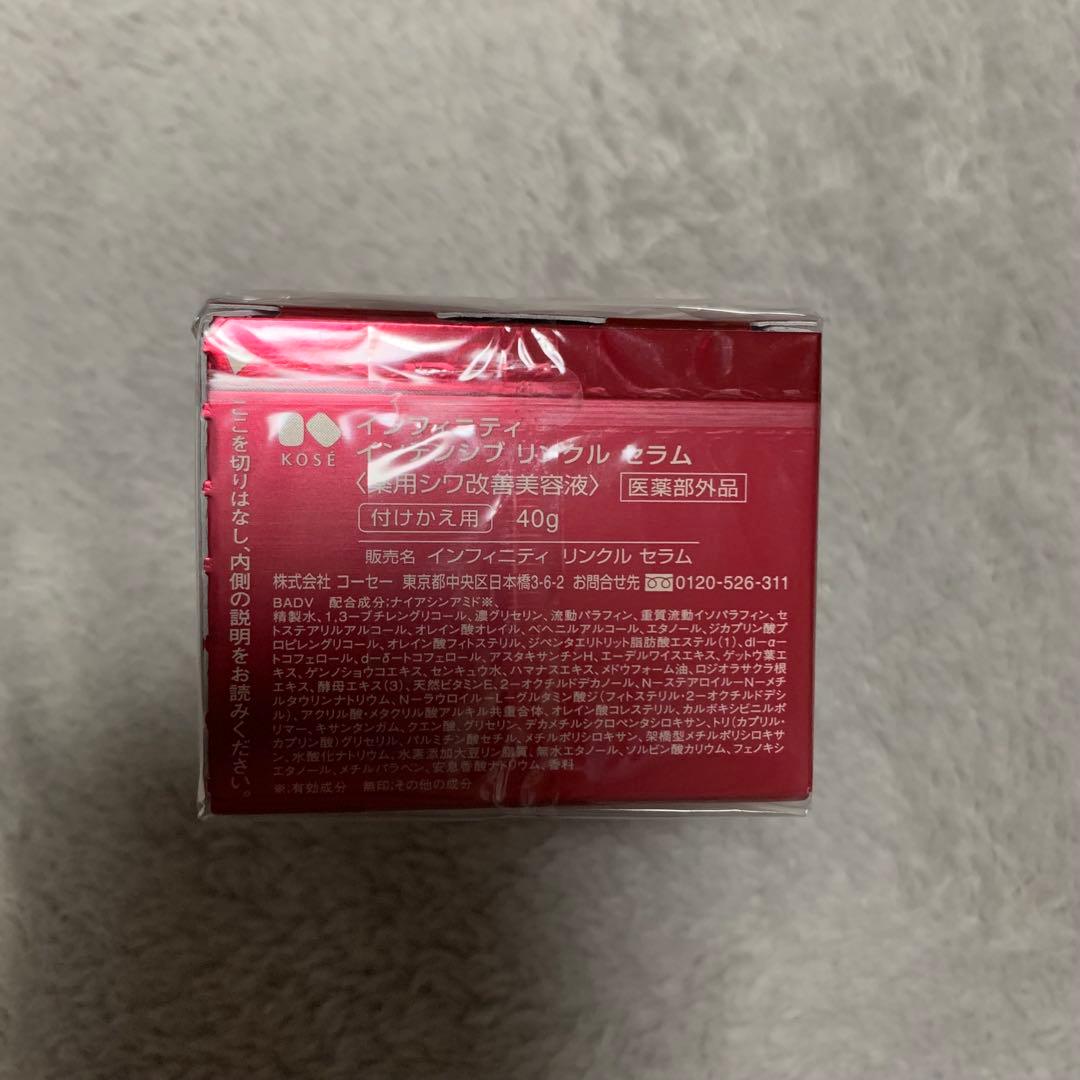 ここを切りはなし、内側の説明をお読みください。
KOSÉ
インフィニティ
インテンシブ リンクル セラム
〈薬用シワ改善美容液〉 医薬部外品
付けかえ用 40g
販売名 インフィニティ リンクル セラム
株式会社 コーセー 東京都中央区日本橋3-6-2 お問合せ先 0120-526-311
BADV 配合成分;ナイアシンアミド※、
精製水、1,3-ブチレングリコール、濃グリセリン、流動パラフィン、重質流動イソパラフィン、セ
トステアリルアルコール、オレイン酸オレイル、ベヘニルアルコール、エタノール、ジカプリン酸プ
ロピレングリコール、オレイン酸フィトステリル、ジペンタエリトリット脂肪酸エステル(1)、dl-α-
トコフェロール、d-δ-トコフェロール、アスタキサンチンH、エーデルワイスエキス、ゲットウ葉エ
キス、ゲンノショウコエキス、センキュウ水、ハマナスエキス、メドウフォーム油、ロジオラサクラ根
エキス、酵母エキス(3)、天然ビタミンE、2-オクチルドデカノール、N-ステアロイル-N-メチ
ルタウリンナトリウム、N-ラウロイル-L-グルタミン酸ジ(フィトステリル・2-オクチルドデシ
ル)、アクリル酸・メタクリル酸アルキル共重合体、オレイン酸コレステリル、カルボキシビニルポ
リマー、キサンタンガム、クエン酸、グリセリン、デカメチルシクロペンタシロキサン、トリ(カプリル・
カプリン酸)グリセリル、パルミチン酸セチル、メチルポリシロキサン、架橋型メチルポリシロキサ
ン、水酸化ナトリウム、水素添加大豆リン脂質、無水エタノール、ソルビン酸カリウム、フェノキシ
エタノール、メチルパラベン、安息香酸ナトリウム、香料
※;有効成分 無印;その他の成分